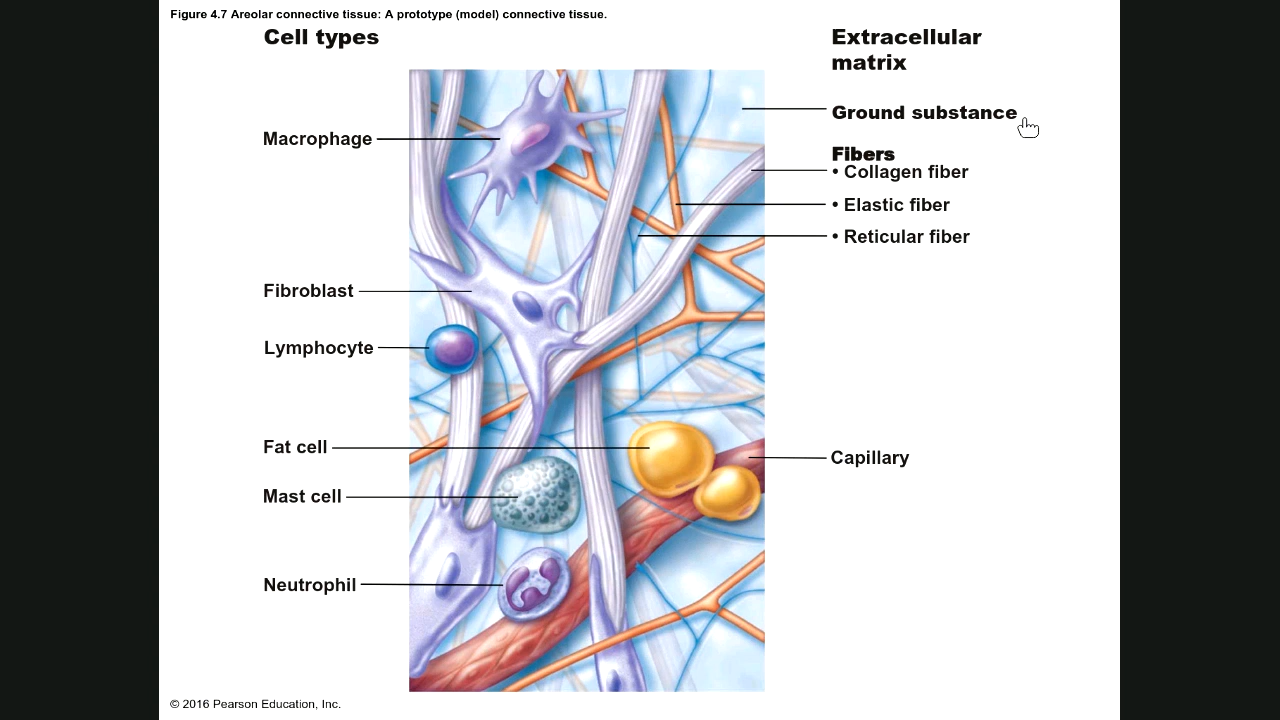 Figure 4.7 Areolar connective tissue: A prototype (model) connective tissue.
Cell types
Extracellular
matrix
Ground substance
Macrophage
Fibers
• Collagen fiber
• Elastic fiber
• Reticular fiber
Fibroblast
Lymphocyte
Fat cell
Capillary
Mast cell
Neutrophil
© 2016 Pearson Education, Inc.